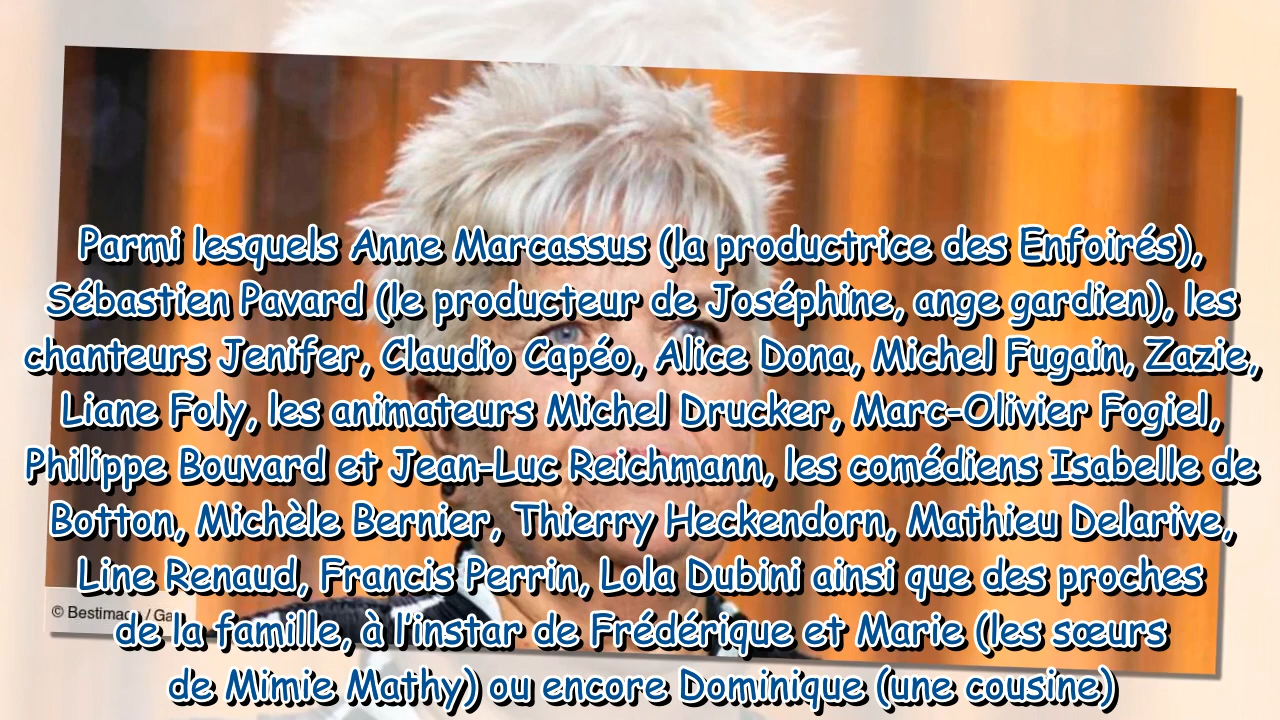 Parmi lesquels Anne Marcassus (la productrice des Enfoirés),
Sébastien Pavard (le producteur de Joséphine, ange gardien), les
chanteurs Jenifer, Claudio Capéo, Alice Dona, Michel Fugain, Zazie,
Liane Foly, les animateurs Michel Drucker, Marc-Olivier Fogiel,
Philippe Bouvard et Jean-Luc Reichmann, les comédiens Isabelle de
Botton, Michèle Bernier, Thierry Heckendorn, Mathieu Delarive,
Line Renaud, Francis Perrin, Lola Dubini ainsi que des proches
© Bestimage /
de la famille, à l'instar de Frédérique et Marie (les sœurs
de Mimie Mathy) ou encore Dominique (une cousine)